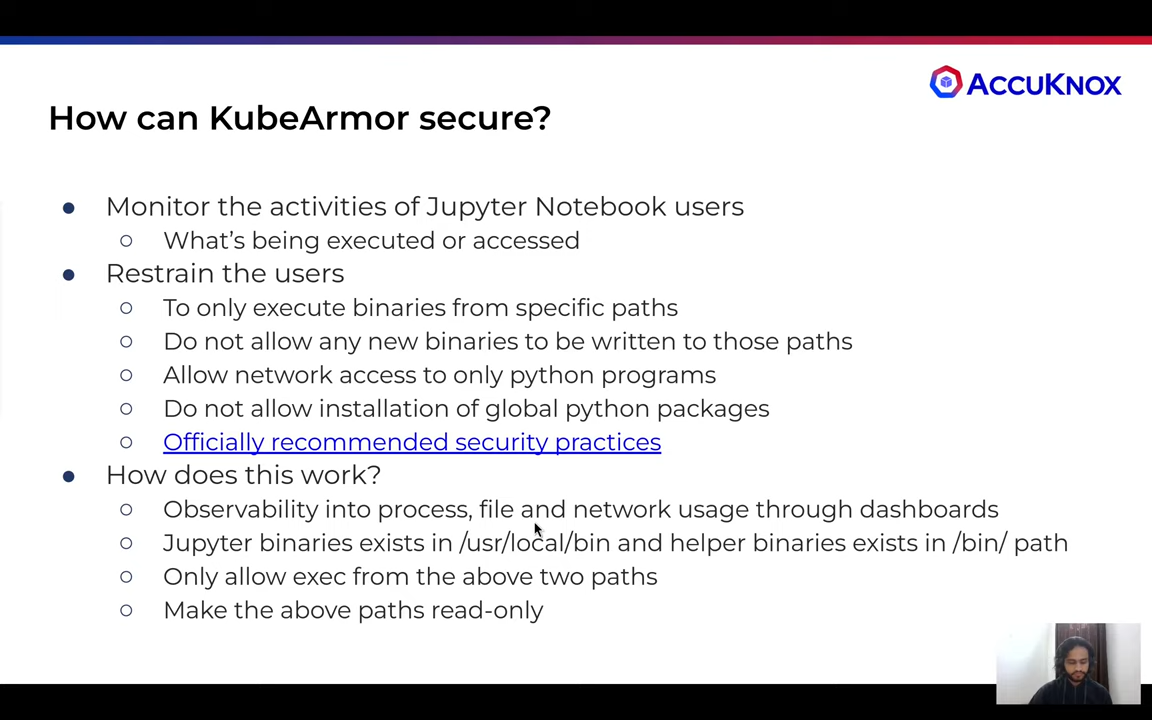 ACCUKNOX
How can KubeArmor secure?
● Monitor the activities of Jupyter Notebook users
○ What's being executed or accessed
● Restrain the users
○ To only execute binaries from specific paths
○ Do not allow any new binaries to be written to those paths
○ Allow network access to only python programs
○ Do not allow installation of global python packages
○ Officially recommended security practices
● How does this work?
○ Observability into process, file and network usage through dashboards
○ Jupyter binaries exists in /usr/local/bin and helper binaries exists in /bin/ path
○ Only allow exec from the above two paths
○ Make the above paths read-only